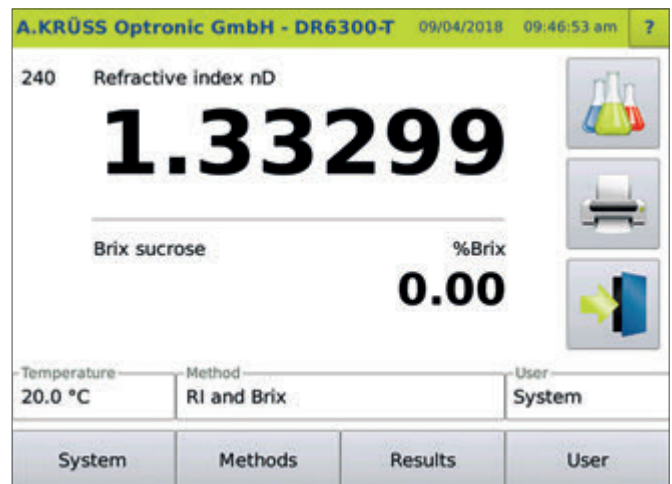 A.KRÜSS Optronic GmbH - DR6300-T 09/04/2018 09:46:53 am ?
240 Refractive index nD
1.33299
Brix sucrose %Brix
0.00
Temperature Method User
20.0 °C RI and Brix System
System Methods Results User